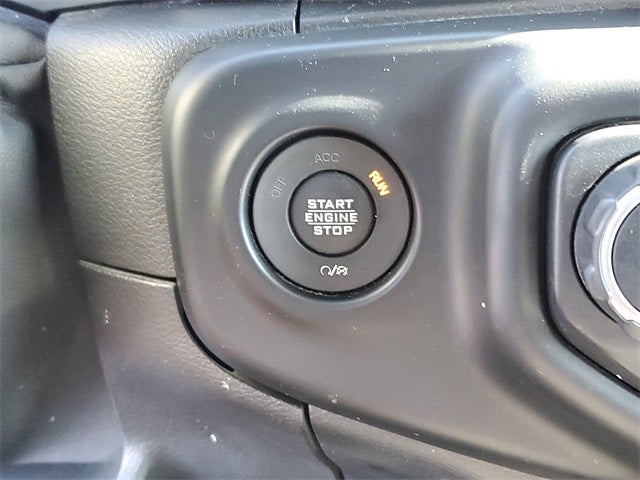 ACC
OFF
RUN
START
ENGINE
STOP